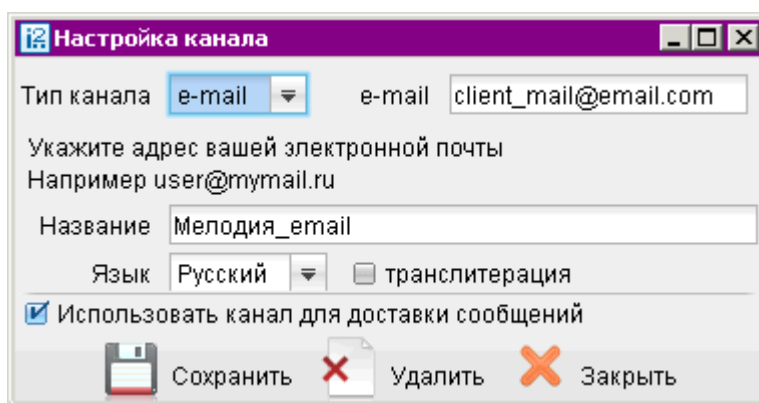 i2 Настройка канала
Тип канала e-mail e-mail client_mail@email.com
Укажите адрес вашей электронной почты
Например user@mymail.ru
Название Мелодия_email
Язык Русский транслитерация
Использовать канал для доставки сообщений
Сохранить Удалить Закрыть